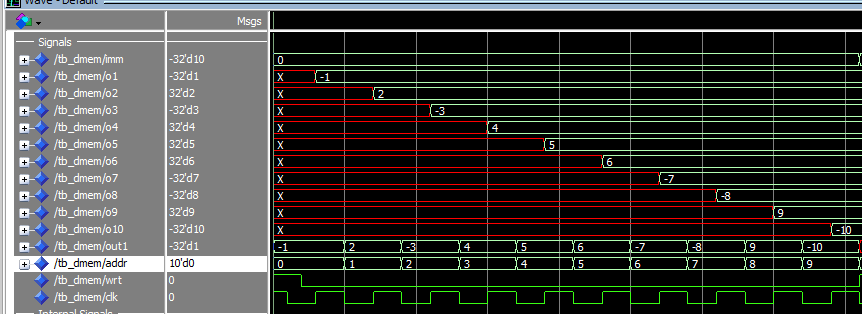 Wave - Default
Msgs
Signals
/tb_dmem/imm -32'd10 0
/tb_dmem/o1 -32'd1 X -1
/tb_dmem/o2 32'd2 X 2
/tb_dmem/o3 -32'd3 X -3
/tb_dmem/o4 32'd4 X 4
/tb_dmem/o5 32'd5 X 5
/tb_dmem/o6 32'd6 X 6
/tb_dmem/o7 -32'd7 X -7
/tb_dmem/o8 -32'd8 X -8
/tb_dmem/o9 32'd9 X 9
/tb_dmem/o10 -32'd10 X -10
/tb_dmem/out1 -32'd1 -1 2 -3 4 5 6 -7 -8 9 -10
/tb_dmem/addr 10'd0 0 1 2 3 4 5 6 7 8 9
/tb_dmem/wrt 0
/tb_dmem/clk 0
Internal Signals